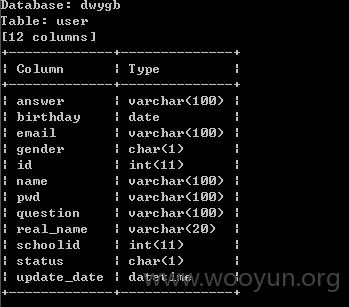 Database: dwygb
Table: user
[12 columns]
+-------------+--------------+
| Column      | Type         |
+-------------+--------------+
| answer      | varchar(100) |
| birthday    | date         |
| email       | varchar(100) |
| gender      | char(1)      |
| id          | int(11)      |
| name        | varchar(100) |
| pwd         | varchar(100) |
| question    | varchar(100) |
| real_name   | varchar(20)  |
| schoolid    | int(11)      |
| status      | char(1)      |
| update_date | datetime     |
+-------------+--------------+
www.wooyun.org